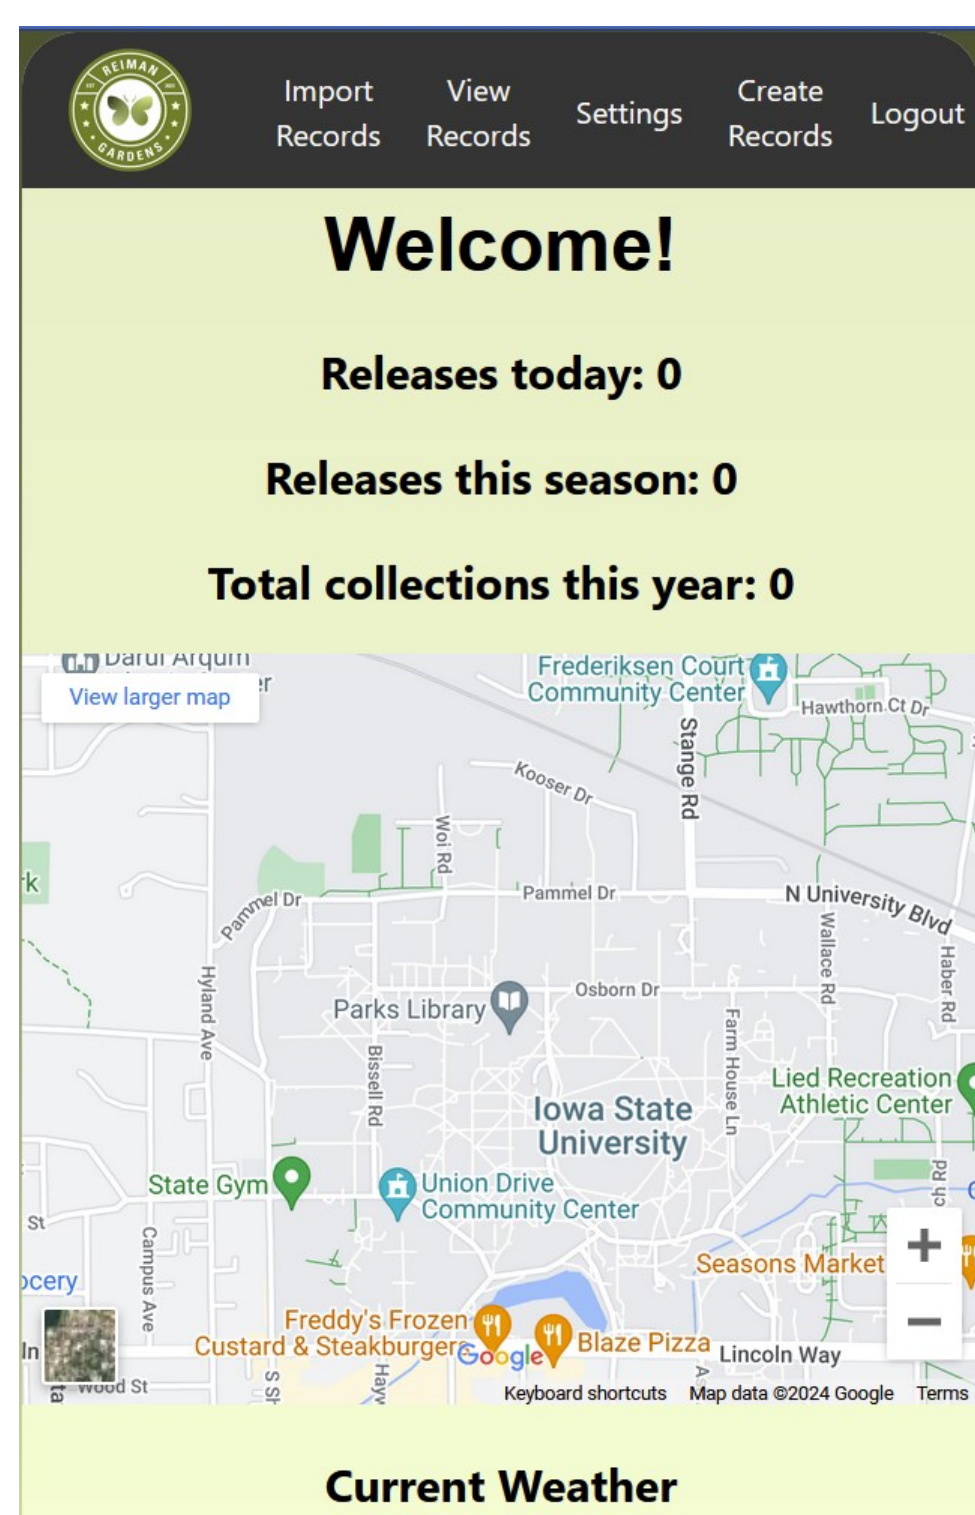 REIMAN
GARDENS
Import Records
View Records
Settings
Create Records
Logout
Welcome!
Releases today: 0
Releases this season: 0
Total collections this year: 0
Darul Arqum
View larger map
Frederiksen Court
Community Center
Hawthorn Ct Dr
Stange Rd
Kooser Dr
Woi Rd
Pammel Dr
Pammel Dr
N University Blvd
Wallace Rd
Haber Rd
Hyland Ave
Parks Library
Osborn Dr
Bissell Rd
Farm House Ln
Lied Recreation
Athletic Center
Iowa State
University
State Gym
Union Drive
Community Center
St
Campus Ave
Seasons Market
Freddy's Frozen
Custard & Steakburgers
Google
Blaze Pizza
Lincoln Way
Wood St
Keyboard shortcuts
Map data ©2024 Google
Terms
Current Weather